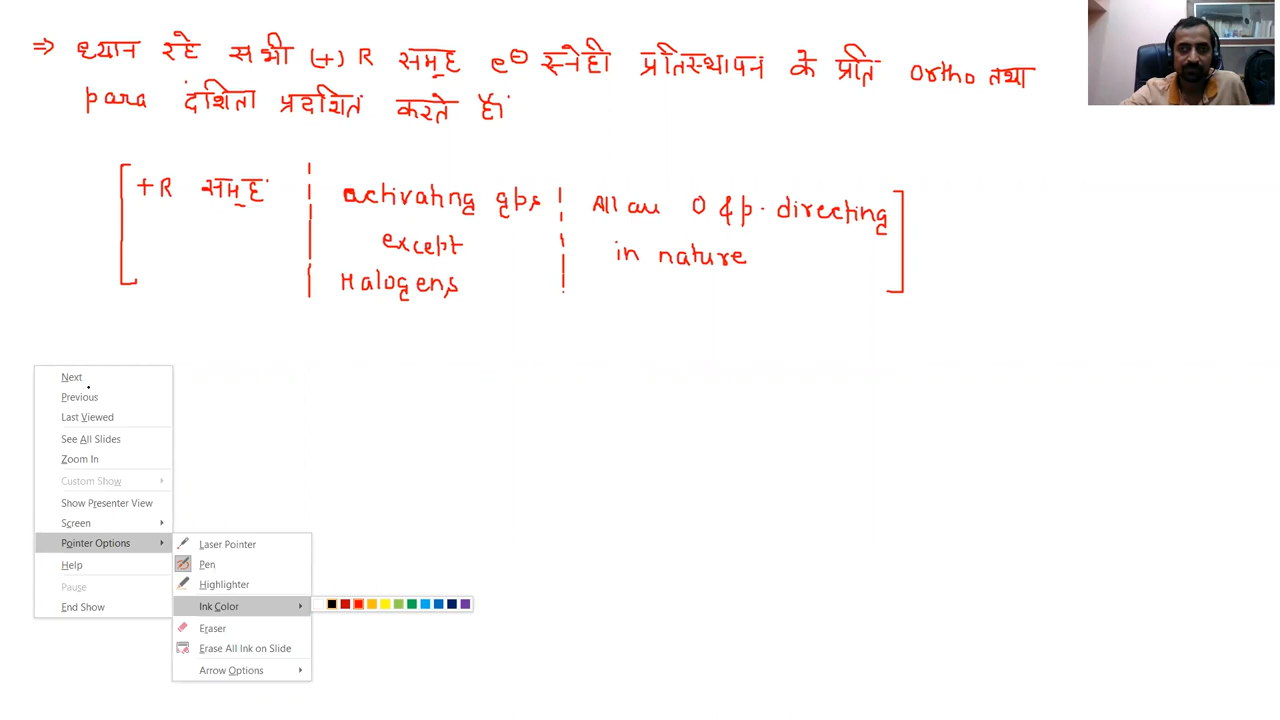 ⇒ ध्यान रहे सभी (+) R समूह e⊖ स्नेही प्रतिस्थापन के प्रति ortho तथा
para दंशिता प्रदर्शित करते हैं।
+R समूह activating gps All are O & p. directing
except in nature
Halogens
Next
Previous
Last Viewed
See All Slides
Zoom In
Custom Show
Show Presenter View
Screen
Pointer Options
Help
Pause
End Show
Laser Pointer
Pen
Highlighter
Ink Color
Eraser
Erase All Ink on Slide
Arrow Options